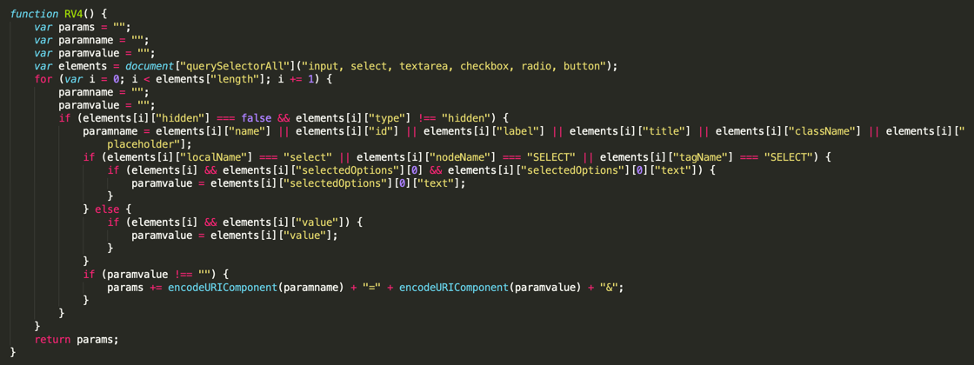 function RV4() {
    var params = "";
    var paramname = "";
    var paramvalue = "";
    var elements = document["querySelectorAll"]("input, select, textarea, checkbox, radio, button");
    for (var i = 0; i < elements["length"]; i += 1) {
        paramname = "";
        paramvalue = "";
        if (elements[i]["hidden"] === false && elements[i]["type"] !== "hidden") {
            paramname = elements[i]["name"] || elements[i]["id"] || elements[i]["label"] || elements[i]["title"] || elements[i]["className"] || elements[i]["
                placeholder"];
            if (elements[i]["localName"] === "select" || elements[i]["nodeName"] === "SELECT" || elements[i]["tagName"] === "SELECT") {
                if (elements[i] && elements[i]["selectedOptions"][0] && elements[i]["selectedOptions"][0]["text"]) {
                    paramvalue = elements[i]["selectedOptions"][0]["text"];
                }
            } else {
                if (elements[i] && elements[i]["value"]) {
                    paramvalue = elements[i]["value"];
                }
            }
            if (paramvalue !== "") {
                params += encodeURIComponent(paramname) + "=" + encodeURIComponent(paramvalue) + "&";
            }
        }
    }
    return params;
}